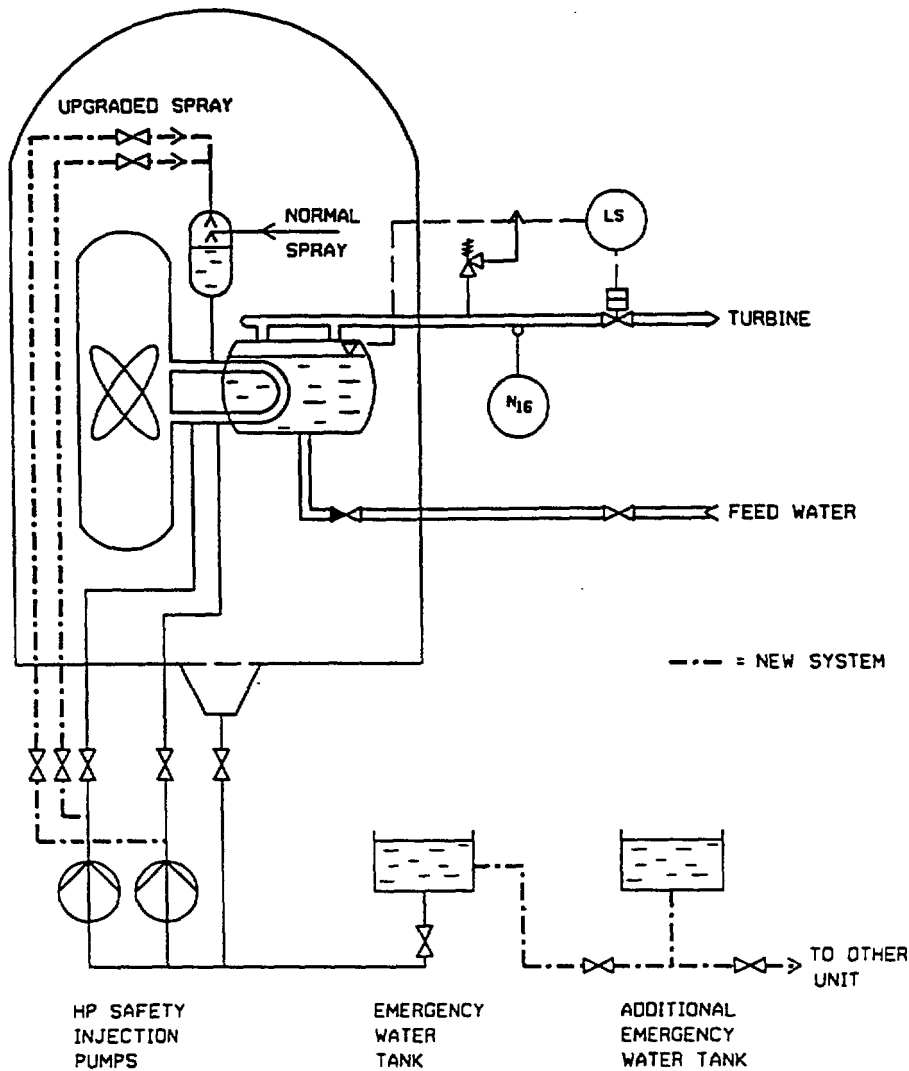 UPGRADED SPRAY
NORMAL
SPRAY
LS
TURBINE
N16
FEED WATER
= NEW SYSTEM
TO OTHER
UNIT
HP SAFETY
INJECTION
PUMPS
EMERGENCY
WATER
TANK
ADDITIONAL
EMERGENCY
WATER TANK